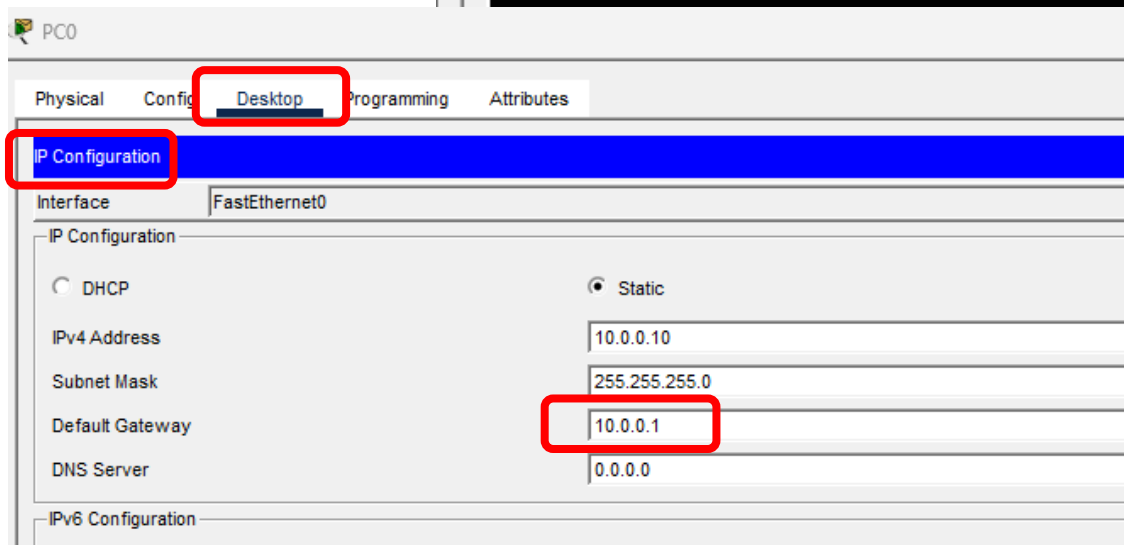 PC0
Physical Config Desktop Programming Attributes
IP Configuration
Interface FastEthernet0
IP Configuration
DHCP Static
IPv4 Address 10.0.0.10
Subnet Mask 255.255.255.0
Default Gateway 10.0.0.1
DNS Server 0.0.0.0
IPv6 Configuration